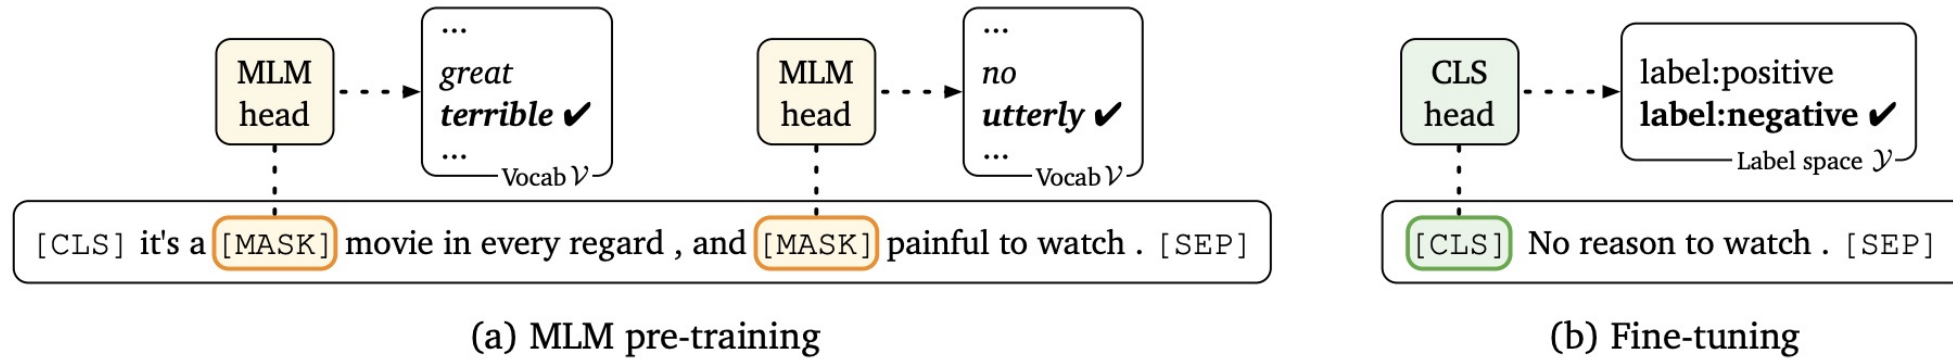 MLM
head
...
great
terrible ✔
...
Vocab 𝒱
MLM
head
...
no
utterly ✔
...
Vocab 𝒱
[CLS] it's a [MASK] movie in every regard , and [MASK] painful to watch . [SEP]
(a) MLM pre-training
CLS
head
label:positive
label:negative ✔
Label space 𝒴
[CLS] No reason to watch . [SEP]
(b) Fine-tuning